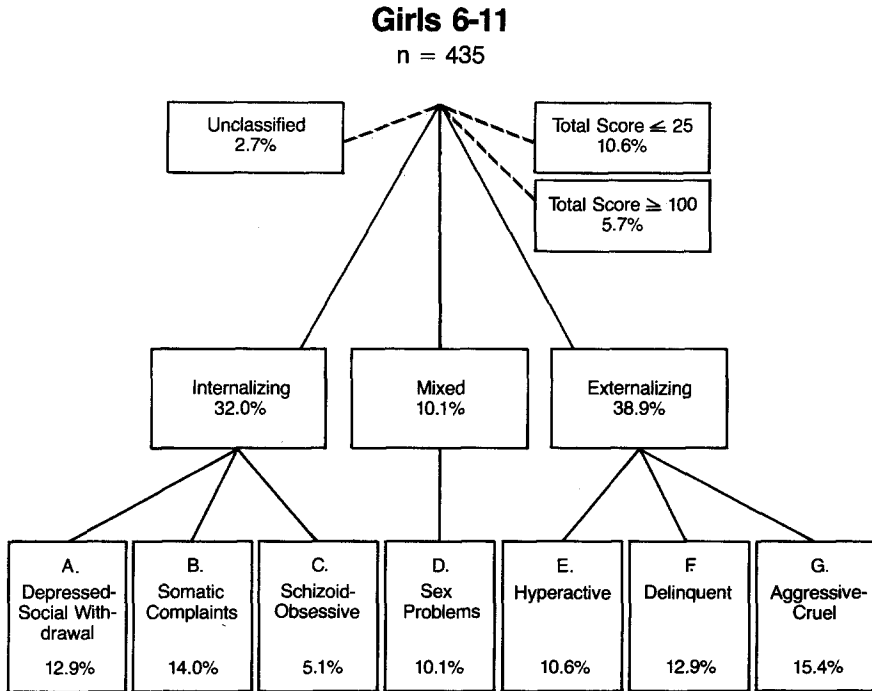 Girls 6-11
n = 435
Unclassified
2.7%
Total Score ≦ 25
10.6%
Total Score ≧ 100
5.7%
Internalizing
32.0%
Mixed
10.1%
Externalizing
38.9%
A.
Depressed-
Social With-
drawal
12.9%
B.
Somatic
Complaints
14.0%
C.
Schizoid-
Obsessive
5.1%
D.
Sex
Problems
10.1%
E.
Hyperactive
10.6%
F.
Delinquent
12.9%
G.
Aggressive-
Cruel
15.4%